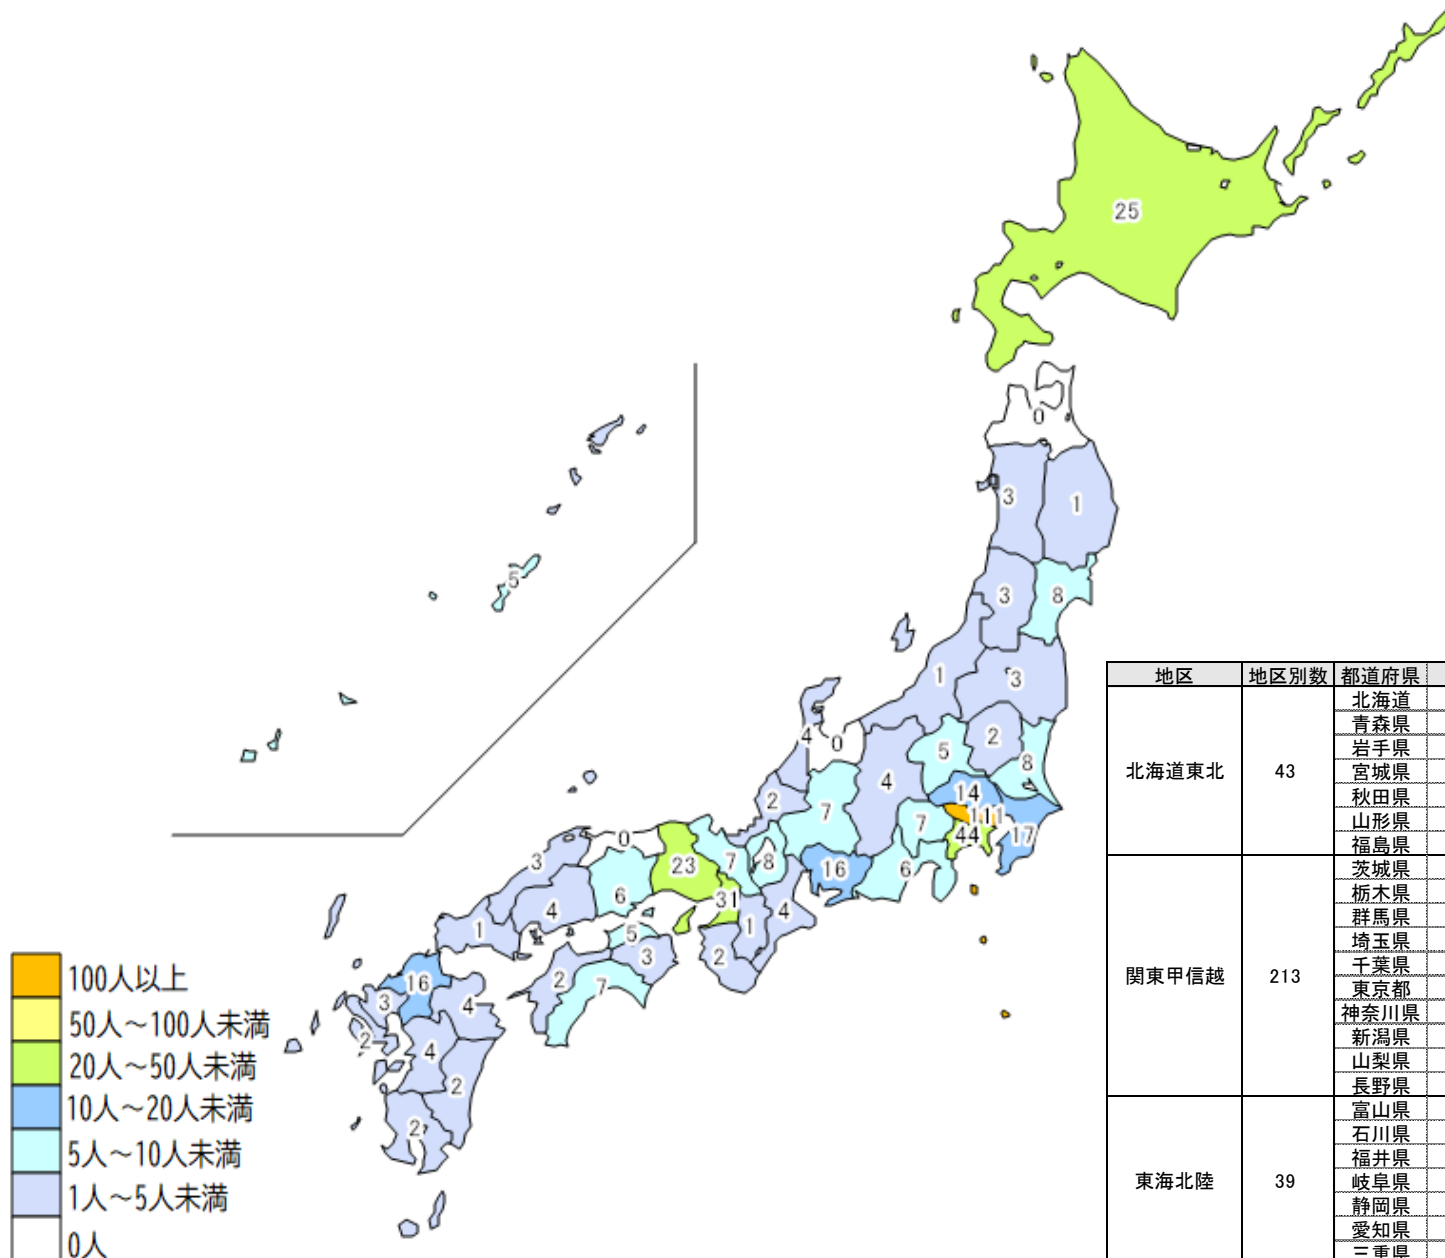 25
0
3
1
3
8
1
3
4
0
2
5
8
4
2
7
14
111
7
44
17
0
3
23
7
8
16
6
6
31
4
4
1
1
5
3
2
2
7
16
3
4
2
4
2
2
5
100人以上
50人～100人未満
20人～50人未満
10人～20人未満
5人～10人未満
1人～5人未満
0人
地区 地区別数 都道府県
北海道東北 43
北海道
青森県
岩手県
宮城県
秋田県
山形県
福島県
関東甲信越 213
茨城県
栃木県
群馬県
埼玉県
千葉県
東京都
神奈川県
新潟県
山梨県
長野県
東海北陸 39
富山県
石川県
福井県
岐阜県
静岡県
愛知県
三重県